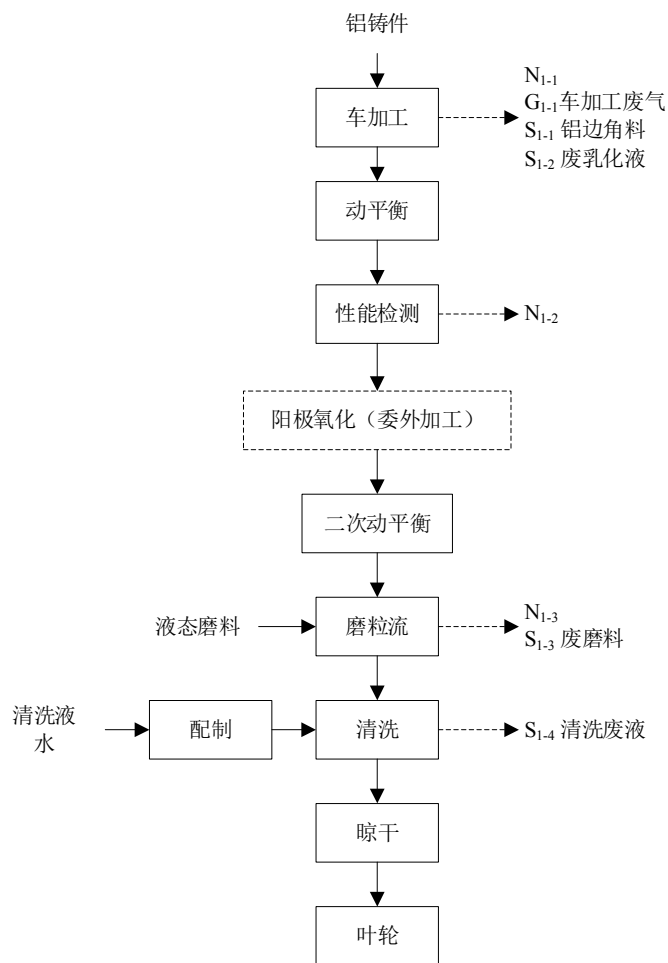 铝铸件
车加工
N1-1
G1-1车加工废气
S1-1 铝边角料
S1-2 废乳化液
动平衡
性能检测
N1-2
阳极氧化（委外加工）
二次动平衡
液态磨料
磨粒流
N1-3
S1-3 废磨料
清洗液
水
配制
清洗
S1-4 清洗废液
晾干
叶轮